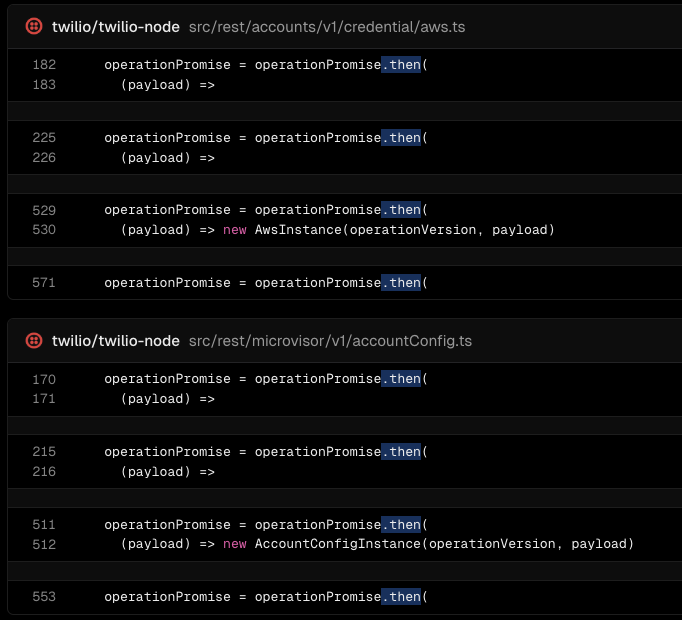 twilio/twilio-node src/rest/accounts/v1/credential/aws.ts
182 operationPromise = operationPromise.then(
183 (payload) =>
225 operationPromise = operationPromise.then(
226 (payload) =>
529 operationPromise = operationPromise.then(
530 (payload) => new AwsInstance(operationVersion, payload)
571 operationPromise = operationPromise.then(
twilio/twilio-node src/rest/microvisor/v1/accountConfig.ts
170 operationPromise = operationPromise.then(
171 (payload) =>
215 operationPromise = operationPromise.then(
216 (payload) =>
511 operationPromise = operationPromise.then(
512 (payload) => new AccountConfigInstance(operationVersion, payload)
553 operationPromise = operationPromise.then(